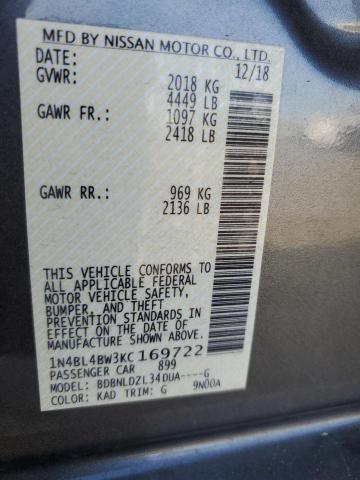 MFD BY NISSAN MOTOR CO., LTD.
DATE: 12/18
GVWR: 2018 KG
4449 LB
GAWR FR.: 1097 KG
2418 LB
GAWR RR.: 969 KG
2136 LB
THIS VEHICLE CONFORMS TO
ALL APPLICABLE FEDERAL
MOTOR VEHICLE SAFETY,
BUMPER, AND THEFT
PREVENTION STANDARDS
IN EFFECT ON THE DATE OF
MANUFACTURE SHOWN ABOVE.
1N4BL4BW3KC169722
PASSENGER CAR 899
MODEL: BDBNLDZL34DUA----G
COLOR: KAD TRIM: G 9N00A